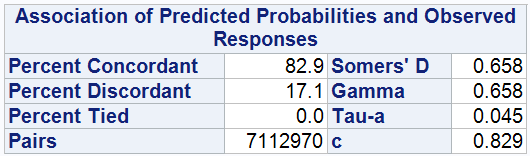 Association of Predicted Probabilities and Observed
Responses
Percent Concordant 82.9 Somers' D 0.658
Percent Discordant 17.1 Gamma 0.658
Percent Tied 0.0 Tau-a 0.045
Pairs 7112970 c 0.829